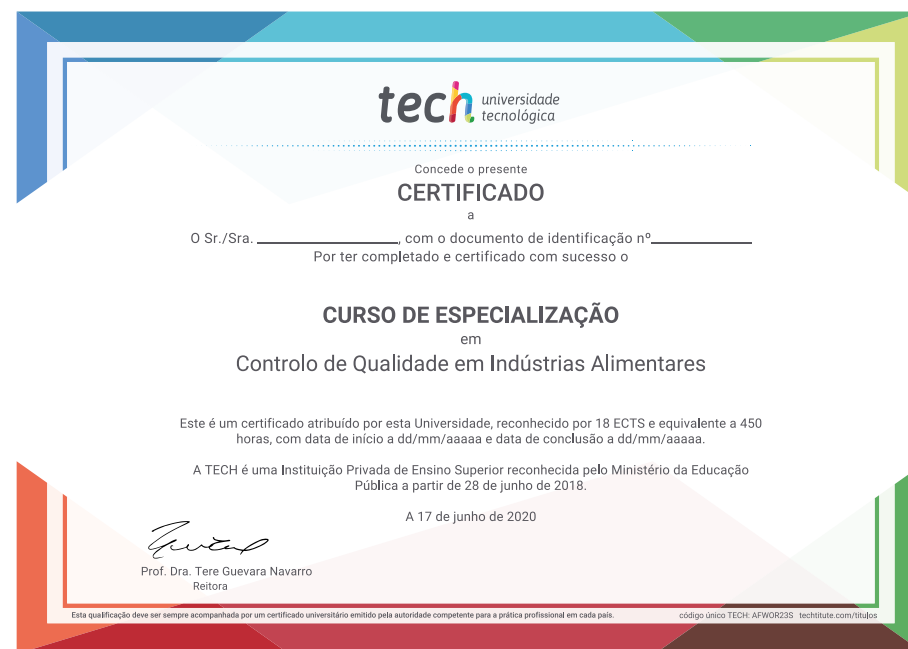 tech universidade
tecnológica
Concede o presente
CERTIFICADO
a
O Sr./Sra. ____________________, com o documento de identificação nº______________
Por ter completado e certificado com sucesso o
CURSO DE ESPECIALIZAÇÃO
em
Controlo de Qualidade em Indústrias Alimentares
Este é um certificado atribuído por esta Universidade, reconhecido por 18 ECTS e equivalente a 450
horas, com data de início a dd/mm/aaaaa e data de conclusão a dd/mm/aaaaa.
A TECH é uma Instituição Privada de Ensino Superior reconhecida pelo Ministério da Educação
Pública a partir de 28 de junho de 2018.
A 17 de junho de 2020
Prof. Dra. Tere Guevara Navarro
Reitora
Esta qualificação deve ser sempre acompanhada por um certificado universitário emitido pela autoridade competente para a prática profissional em cada país. código único TECH: AFWOR23S techtitute.com/titulos